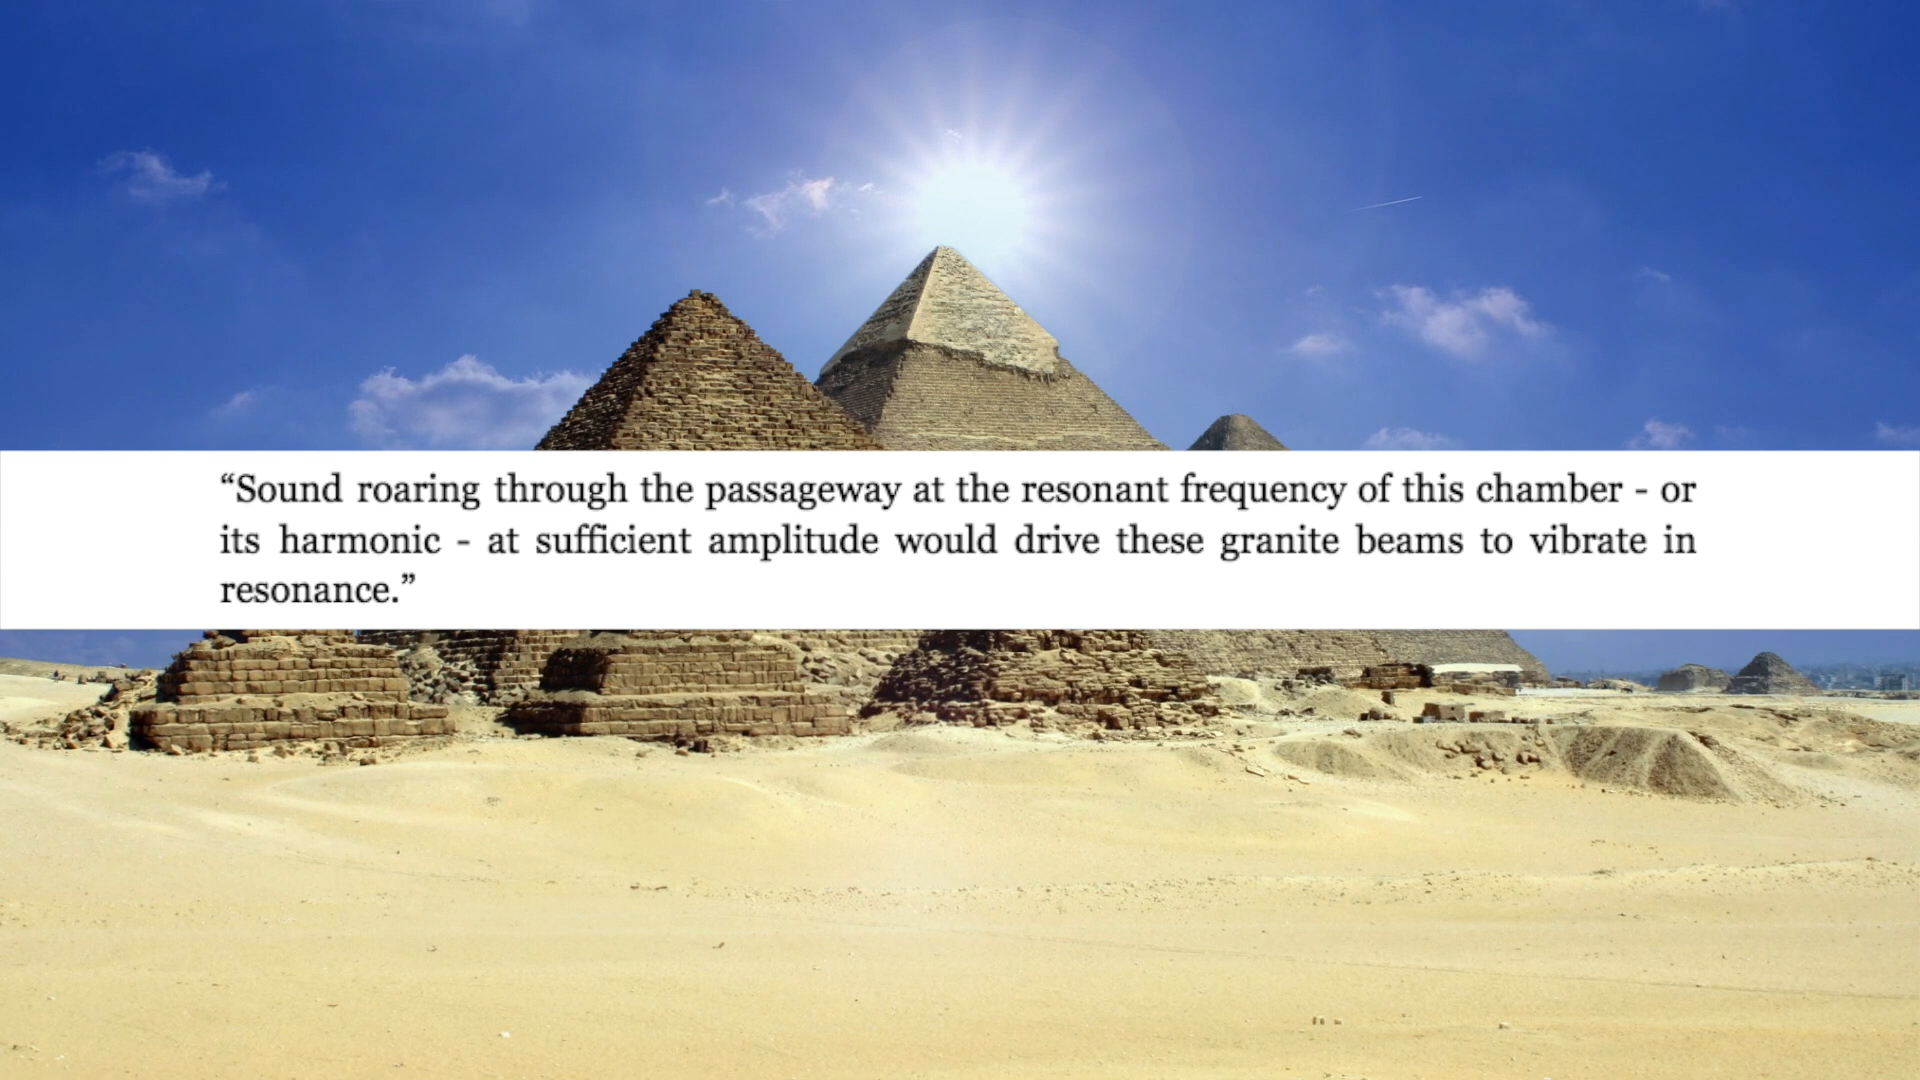 “Sound roaring through the passageway at the resonant frequency of this chamber - or
its harmonic - at sufficient amplitude would drive these granite beams to vibrate in
resonance.”